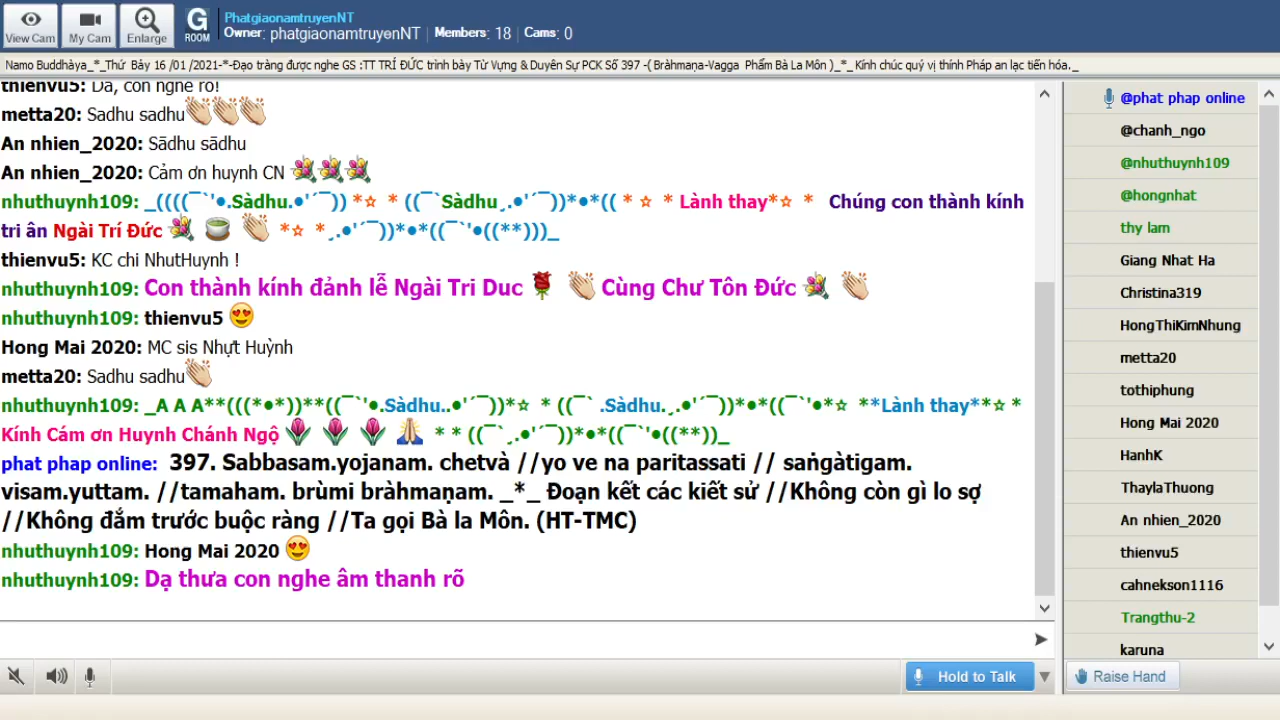 View Cam
My Cam
Enlarge
G
ROOM
PhatgiaonamtruyenNT
Owner: phatgiaonamtruyenNT | Members: 18 | Cams: 0
Namo Buddhàya_*_Thứ Bảy 16 /01 /2021-*-Đạo tràng được nghe GS :TT TRÍ ĐỨC trình bày Từ Vựng & Duyên Sự PCK Số 397 -( Bràhmaṇa-Vagga Phẩm Bà La Môn )_*_ Kính chúc quý vị thính Pháp an lạc tiến hóa._
thienvu5: Dạ, con nghe rõ!
metta20: Sadhu sadhu👏👏👏
An nhien_2020: Sādhu sādhu
An nhien_2020: Cảm ơn huynh CN 💐💐💐
nhuthuynh109: _((((¯`'•.Sàdhu.•'´¯)) *☆ * ((¯`Sàdhu¸.•'´¯))*•*(( * ☆ * Lành thay*☆ * Chúng con thành kính
tri ân Ngài Trí Đức 💐 🍵 👏 *☆ *¸.•'´¯))*•*((¯`'•((**)))_
thienvu5: KC chi NhutHuynh !
nhuthuynh109: Con thành kính đảnh lễ Ngài Tri Duc 🌹 👏 Cùng Chư Tôn Đức 💐 👏
nhuthuynh109: thienvu5 😍
Hong Mai 2020: MC sis Nhựt Huỳnh
metta20: Sadhu sadhu👏
nhuthuynh109: _A A A**(((*•*))**((¯`'•.Sàdhu..•'´¯))*☆ * ((¯` .Sàdhu.¸.•'´¯))*•*((¯`'•*☆ **Lành thay**☆ *
Kính Cám ơn Huynh Chánh Ngộ 🌷 🌷 🌷 🙏 * * ((¯`¸.•'´¯))*•*((¯`'•((**))_
phat phap online: 397. Sabbasam.yojanam. chetvà //yo ve na paritassati // saṅgàtigam.
visam.yuttam. //tamaham. brùmi bràhmaṇam. _*_ Đoạn kết các kiết sử //Không còn gì lo sợ
//Không đắm trước buộc ràng //Ta gọi Bà la Môn. (HT-TMC)
nhuthuynh109: Hong Mai 2020 😍
nhuthuynh109: Dạ thưa con nghe âm thanh rõ
@phat phap online
@chanh_ngo
@nhuthuynh109
@hongnhat
thy lam
Giang Nhat Ha
Christina319
HongThiKimNhung
metta20
tothiphung
Hong Mai 2020
HanhK
ThaylaThuong
An nhien_2020
thienvu5
cahnekson1116
Trangthu-2
karuna
Hold to Talk
Raise Hand